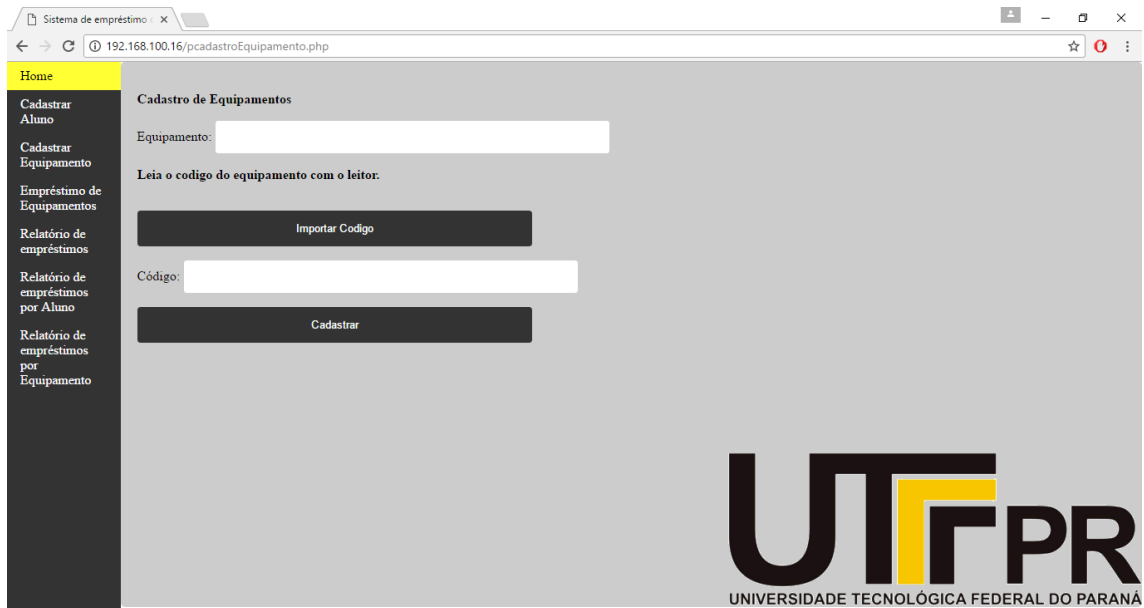 Sistema de empréstimo
192.168.100.16/pcadastroEquipamento.php
Home
Cadastrar
Aluno
Cadastrar
Equipamento
Empréstimo de
Equipamentos
Relatório de
empréstimos
Relatório de
empréstimos
por Aluno
Relatório de
empréstimos
por
Equipamento
Cadastro de Equipamentos
Equipamento:
Leia o codigo do equipamento com o leitor.
Importar Codigo
Código:
Cadastrar
UTFPR
UNIVERSIDADE TECNOLÓGICA FEDERAL DO PARANÁ